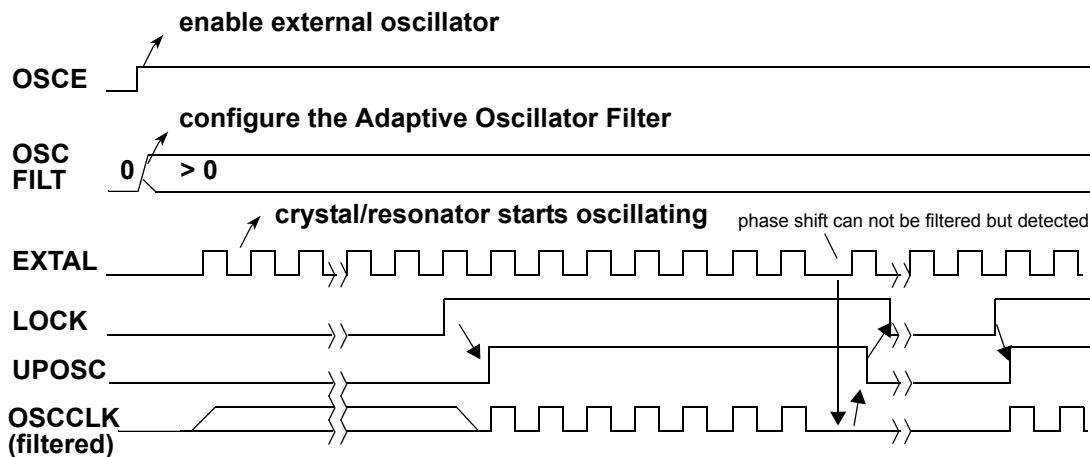 enable external oscillator
OSCE
configure the Adaptive Oscillator Filter
OSC
FILT
0
> 0
crystal/resonator starts oscillating
phase shift can not be filtered but detected
EXTAL
LOCK
UPOSC
OSCCLK
(filtered)